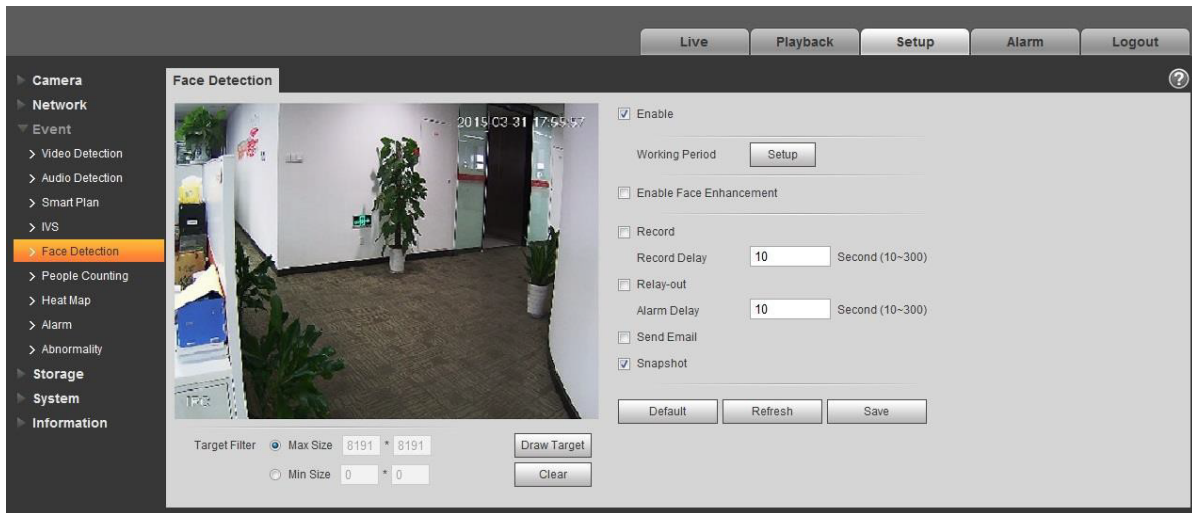 Live Playback Setup Alarm Logout
Camera
Network
Event
Video Detection
Audio Detection
Smart Plan
IVS
Face Detection
People Counting
Heat Map
Alarm
Abnormality
Storage
System
Information
Face Detection
?
2015 03 31 17:55:57
IPC
Target Filter Max Size 8191 * 8191 Draw Target
Min Size 0 * 0 Clear
Enable
Working Period Setup
Enable Face Enhancement
Record
Record Delay 10 Second (10~300)
Relay-out
Alarm Delay 10 Second (10~300)
Send Email
Snapshot
Default Refresh Save